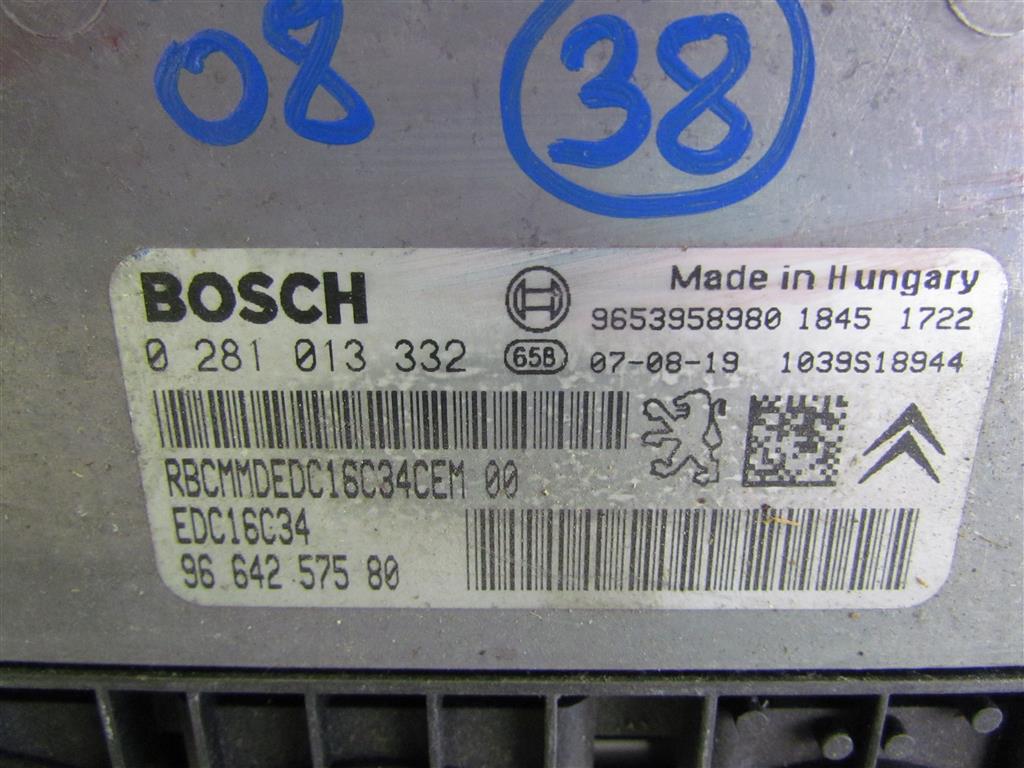 08 38
BOSCH Made in Hungary
9653958980 1845 1722
0 281 013 332 65B 07-08-19 1039S18944
RBCMMDEDC16C34CEM 00
EDC16C34
96 642 575 80